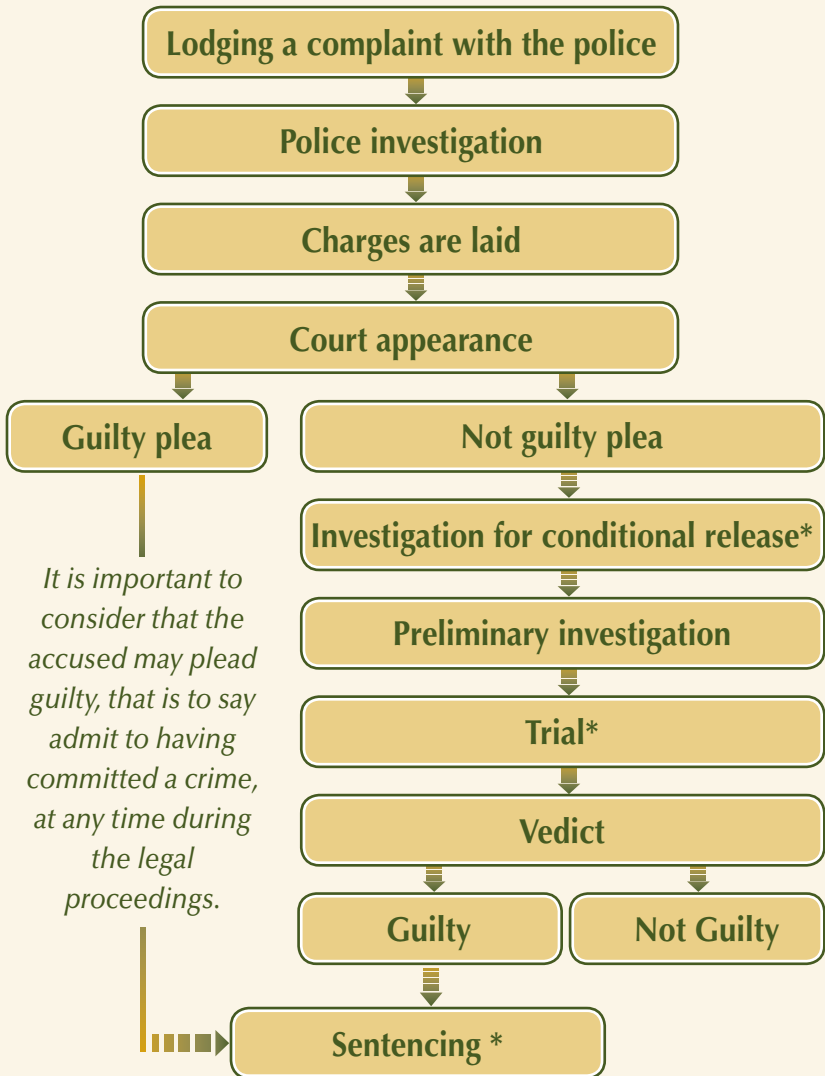 Lodging a complaint with the police
Police investigation
Charges are laid
Court appearance
Guilty plea
Not guilty plea
Investigation for conditional release*
Preliminary investigation
Trial*
Vedict
Guilty
Not Guilty
It is important to
consider that the
accused may plead
guilty, that is to say
admit to having
committed a crime,
at any time during
the legal
proceedings.
Sentencing *